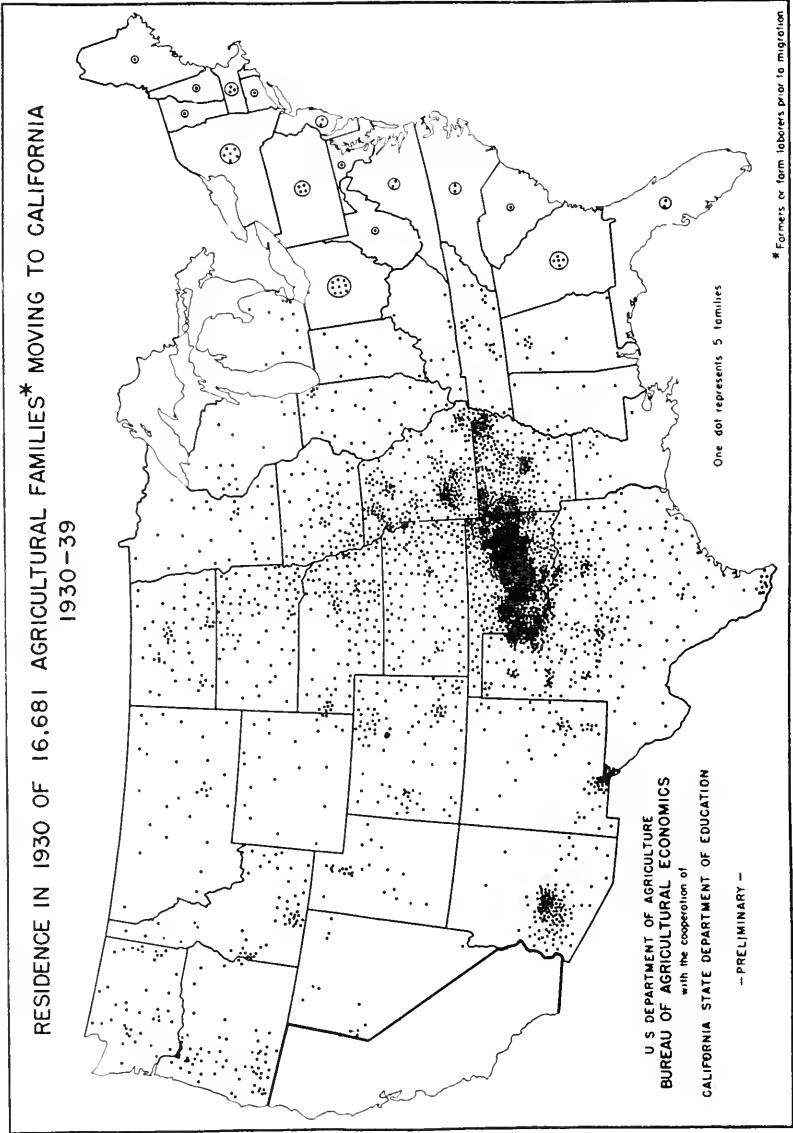 RESIDENCE IN 1930 OF 16,681 AGRICULTURAL FAMILIES* MOVING TO CALIFORNIA
1930-39
One dot represents 5 families
U S DEPARTMENT OF AGRICULTURE
BUREAU OF AGRICULTURAL ECONOMICS
with the cooperation of
CALIFORNIA STATE DEPARTMENT OF EDUCATION
-PRELIMINARY-
* Farmers or farm laborers prior to migration